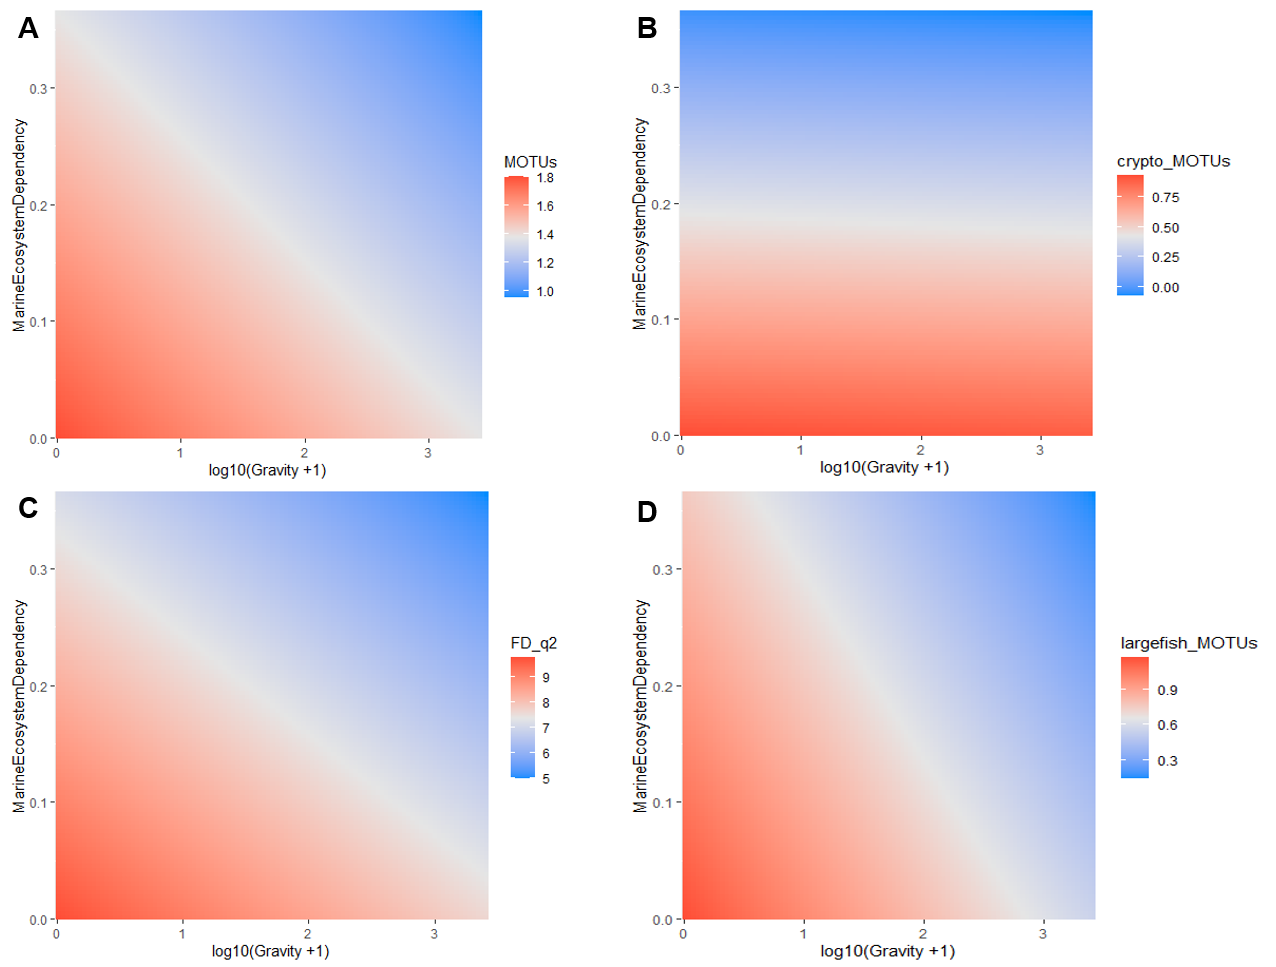 A
MarineEcosystemDependency
0.3
0.2
0.1
0.0
0 1 2 3
log10(Gravity +1)
MOTUs
1.8
1.6
1.4
1.2
1.0
B
MarineEcosystemDependency
0.3
0.2
0.1
0.0
0 1 2 3
log10(Gravity +1)
crypto_MOTUs
0.75
0.50
0.25
0.00
C
MarineEcosystemDependency
0.3
0.2
0.1
0.0
0 1 2 3
log10(Gravity +1)
FD_q2
9
8
7
6
5
D
MarineEcosystemDependency
0.3
0.2
0.1
0.0
0 1 2 3
log10(Gravity +1)
largefish_MOTUs
0.9
0.6
0.3